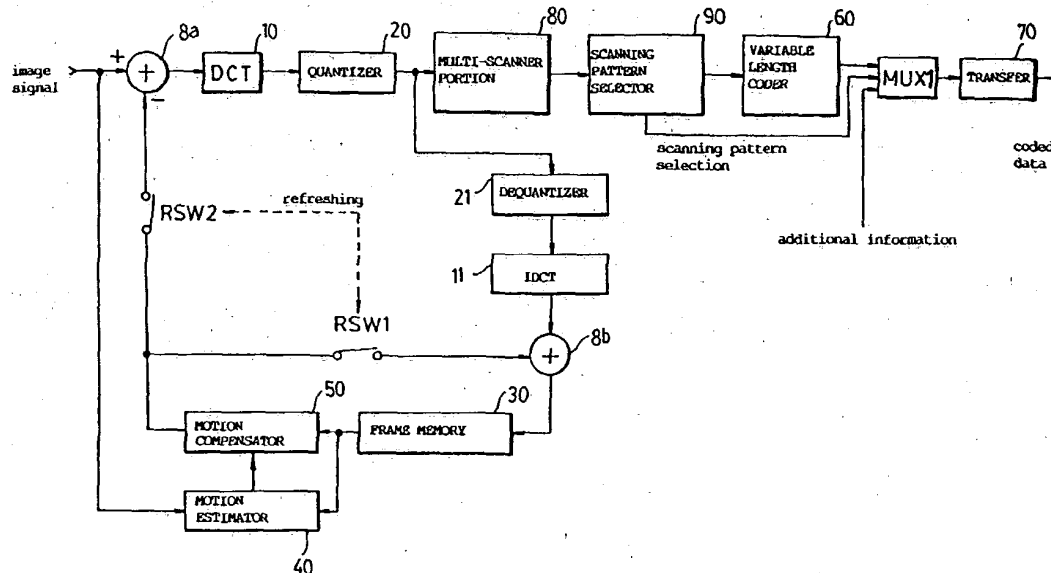 80
90
60
70
8a
10
20
image
signal
+
+
-
DCT
QUANTIZER
MULTI-SCANNER
PORTION
SCANNING
PATTERN
SELECTOR
VARIABLE
LENGTH
CODER
MUX1
TRANSFER
scanning pattern
selection
coded
data
additional information
21
DEQUANTIZER
RSW2
refreshing
11
IDCT
RSW1
+
8b
50
30
MOTION
COMPENSATOR
FRAME MEMORY
MOTION
ESTIMATOR
40